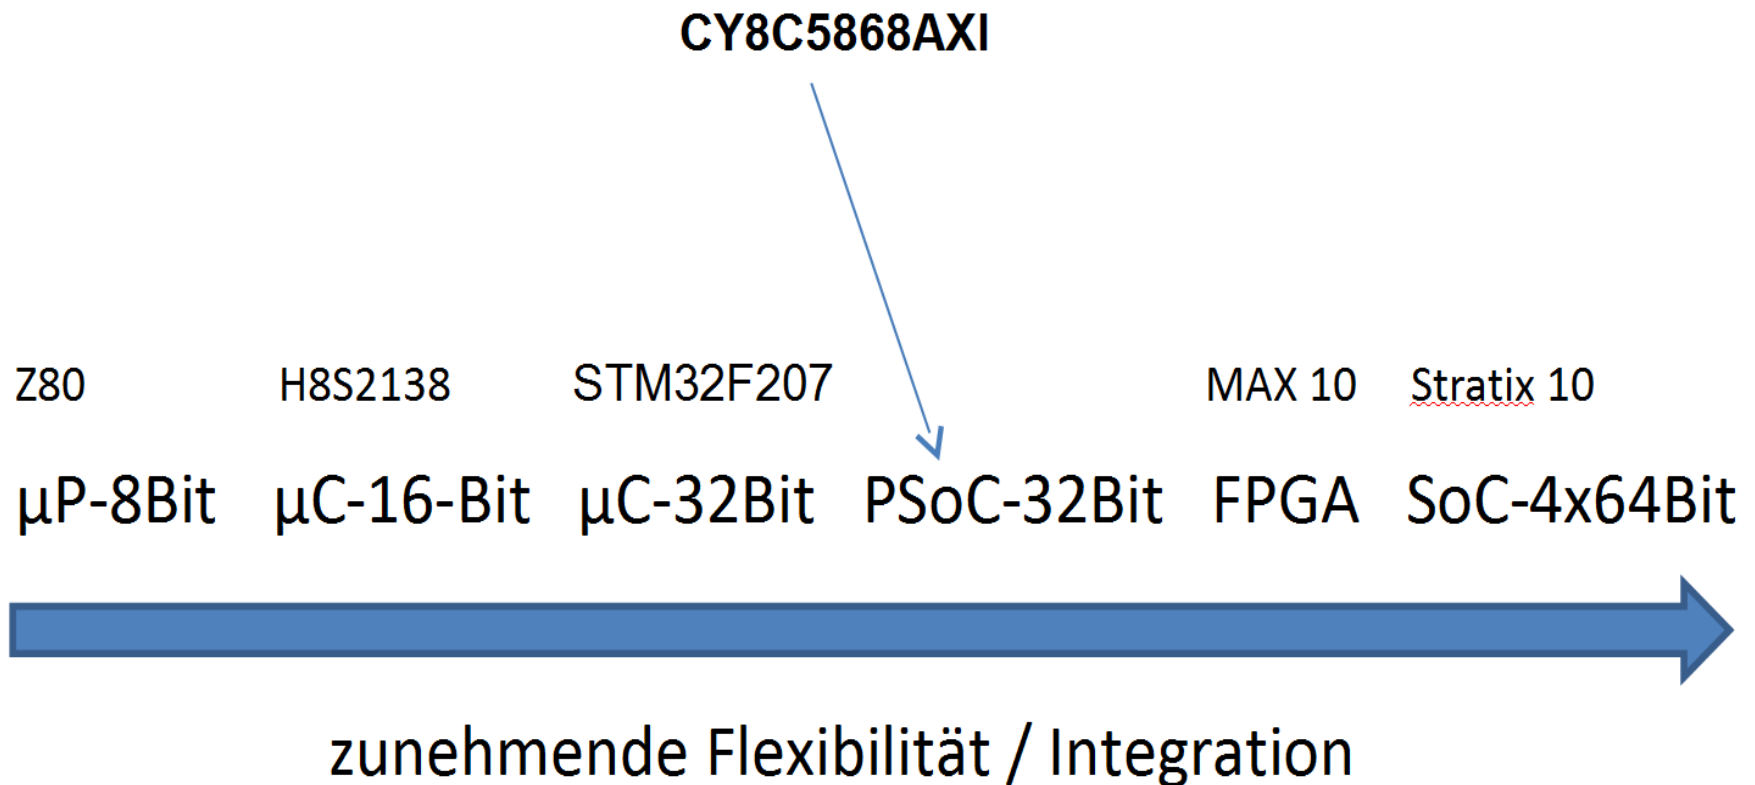 CY8C5868AXI
Z80 H8S2138 STM32F207 MAX 10 Stratix 10
µP-8Bit µC-16-Bit µC-32Bit PSoC-32Bit FPGA SoC-4x64Bit
zunehmende Flexibilität / Integration